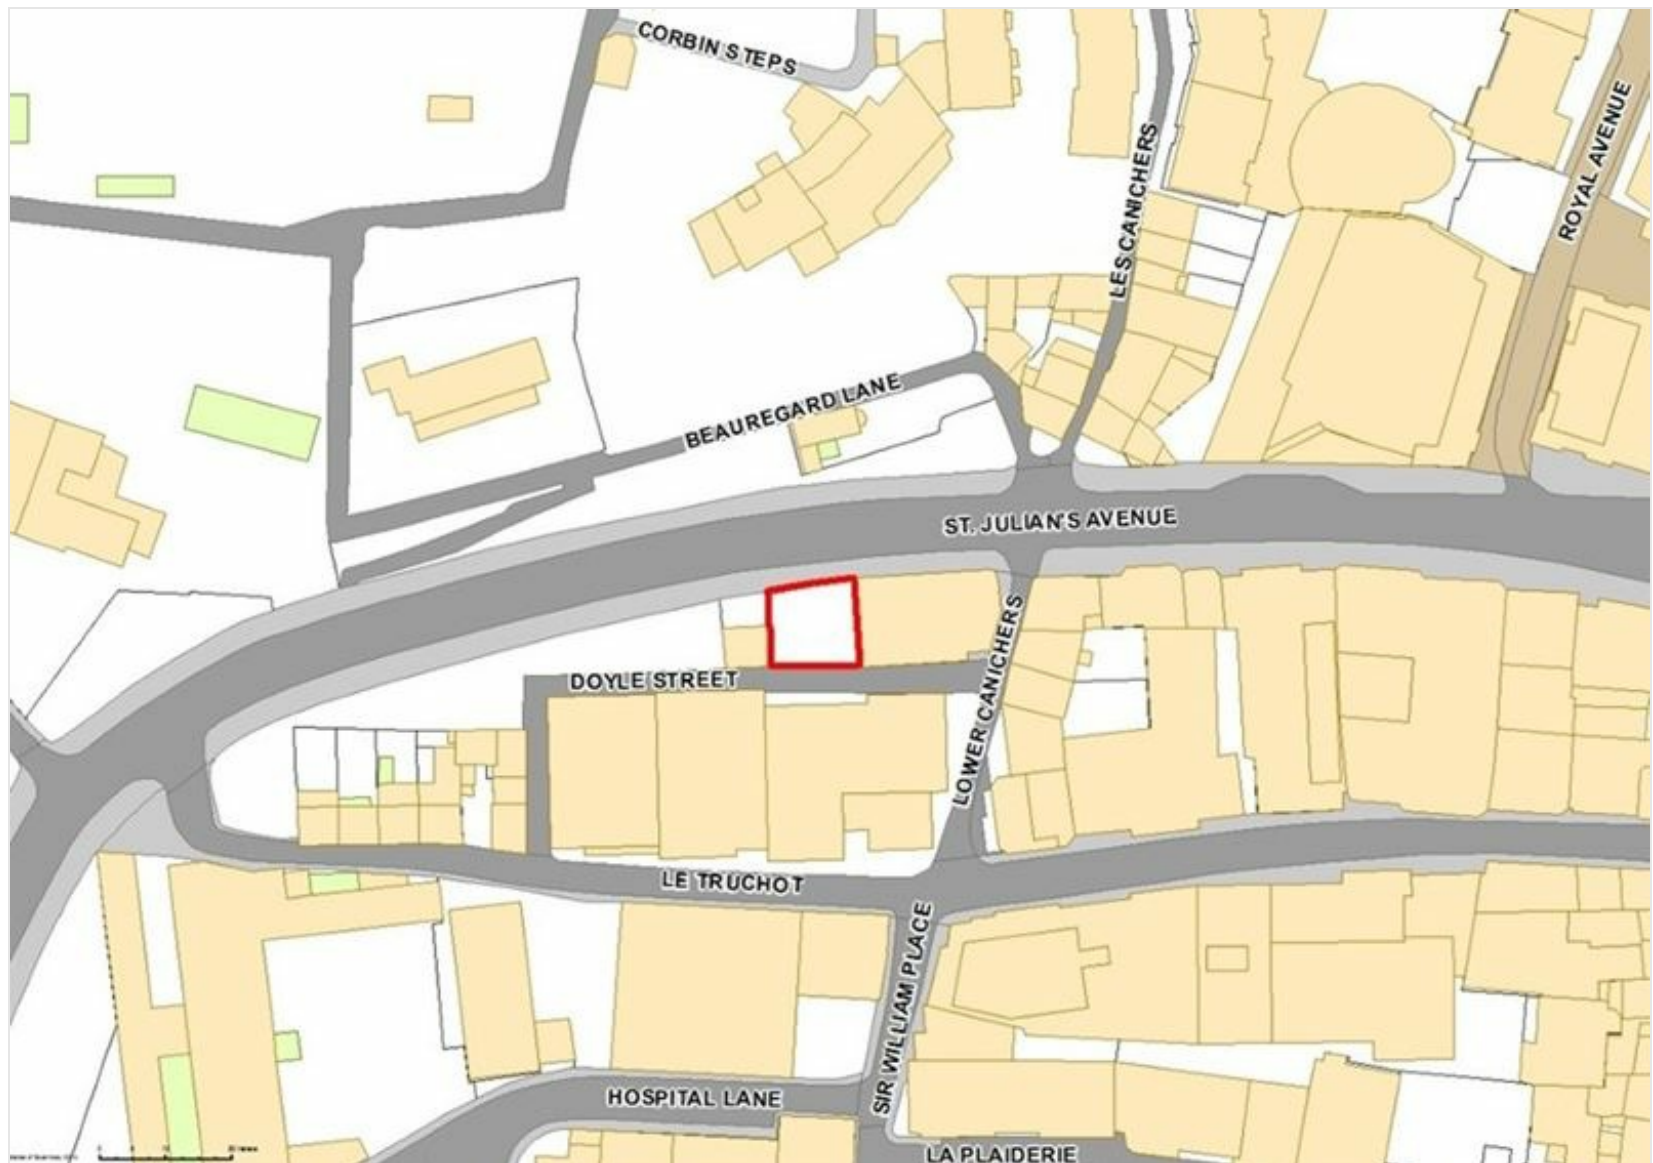 CORBIN STEPS
ROYAL AVENUE
LES CANICHERS
BEAUREGARD LANE
ST. JULIAN'S AVENUE
LOWER CANICHERS
DOYLE STREET
LE TRUCHOT
SIR WILLIAM PLACE
HOSPITAL LANE
LA PLAIDERIE